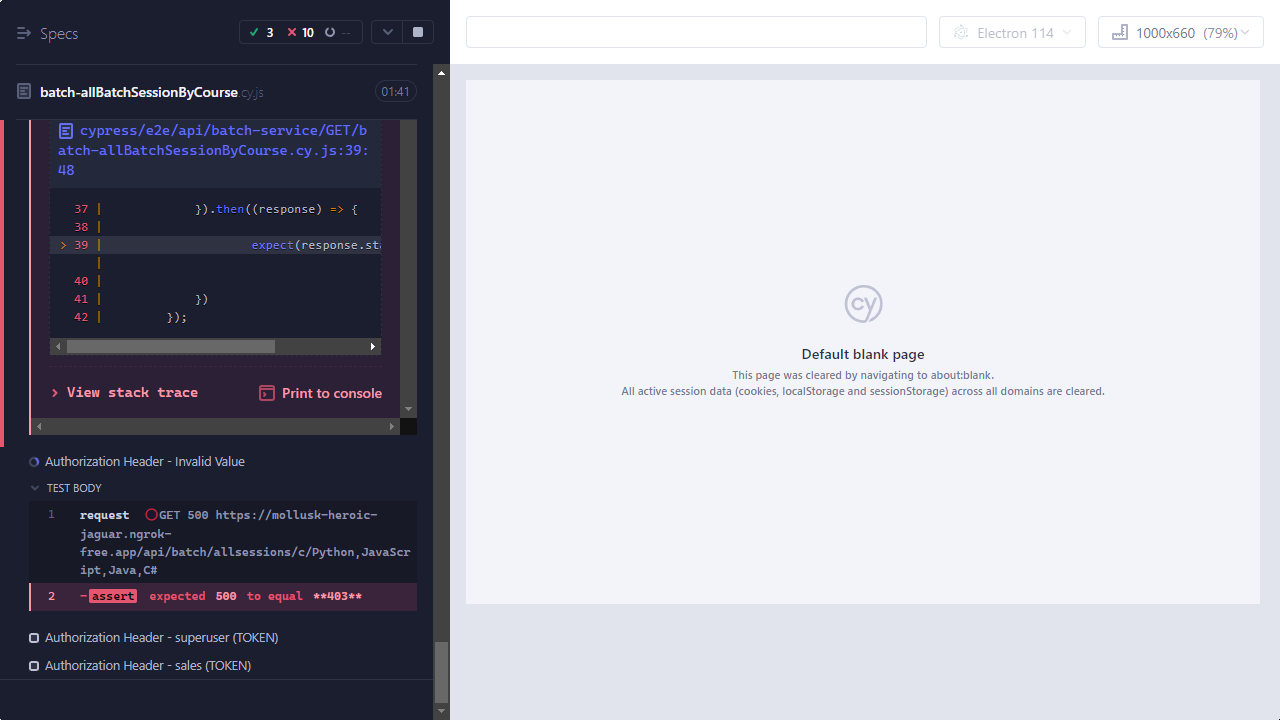 Specs
3
10
--
Electron 114
1000x660 (79%)
batch-allBatchSessionByCourse.cy.js
01:41
cypress/e2e/api/batch-service/GET/b
atch-allBatchSessionByCourse.cy.js:39:
48
37 | }).then((response) => {
38 |
> 39 | expect(response.sta
|
40 |
41 | })
42 | });
View stack trace
Print to console
Authorization Header - Invalid Value
TEST BODY
1 request GET 500 https://mollusk-heroic-
jaguar.ngrok-
free.app/api/batch/allsessions/c/Python,JavaScr
ipt,Java,C#
2 -assert expected 500 to equal **403**
Authorization Header - superuser (TOKEN)
Authorization Header - sales (TOKEN)
cy
Default blank page
This page was cleared by navigating to about:blank.
All active session data (cookies, localStorage and sessionStorage) across all domains are cleared.